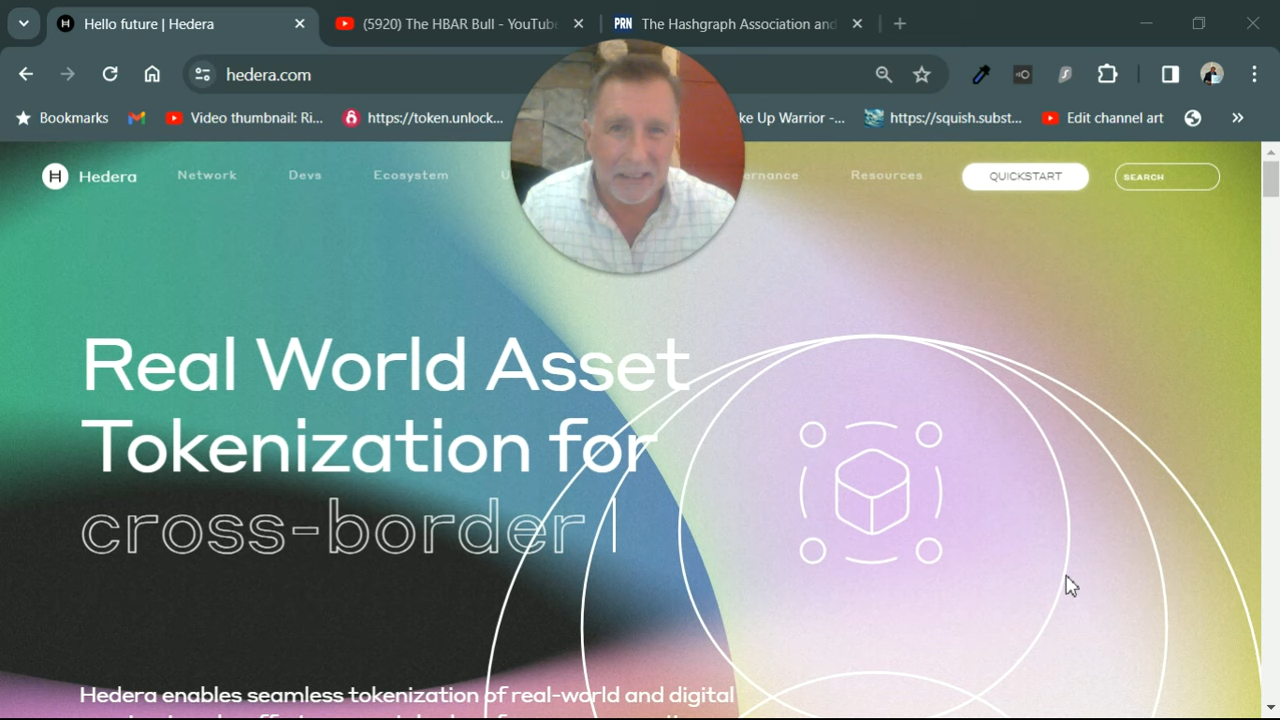 Hello future | Hedera
(5920) The HBAR Bull - YouTub
PRN The Hashgraph Association and
hedera.com
Bookmarks
Video thumbnail: Ri...
https://token.unlock...
ke Up Warrior -...
https://squish.subst...
Edit channel art
H Hedera
Network
Devs
Ecosystem
U
ernance
Resources
QUICKSTART
SEARCH
Real World Asset
Tokenization for
cross-border
Hedera enables seamless tokenization of real-world and digital